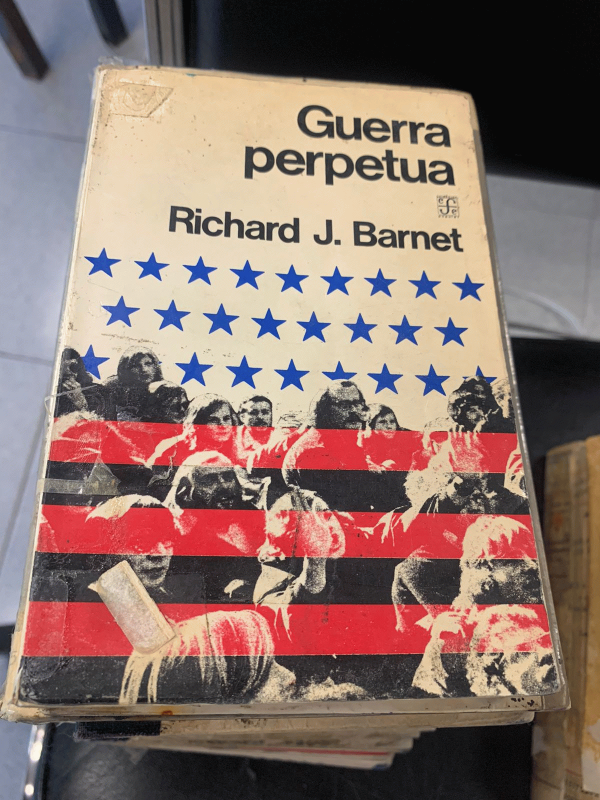 Guerra
perpetua
Richard J. Barnet